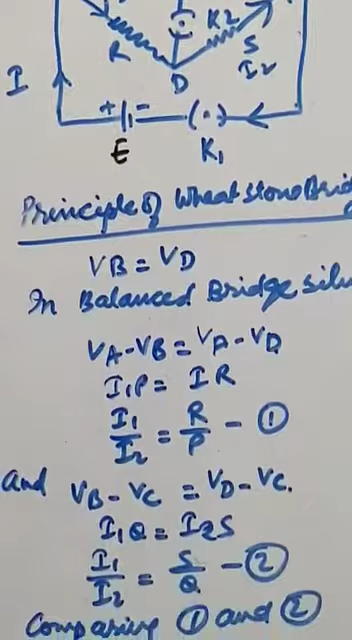 R
K2
S
I2
D
I
+ -
E
K1
Principle of Wheatstone Brid
VB = VD
In Balanced Bridge
VA - VB = VA - VD
I1P = IR
I1/I2 = R/P - ①
and VB - VC = VD - VC.
I1Q = I2S
I1/I2 = S/Q - ②
Comparing ① and ②